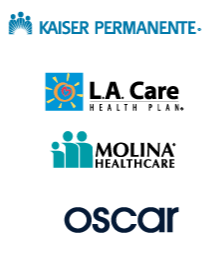 KAISER PERMANENTE®
L.A. Care
HEALTH PLAN®
MOLINA®
HEALTHCARE
oscar